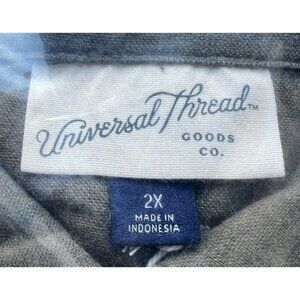 Universal Thread™
GOODS
CO.
2X
MADE IN
INDONESIA